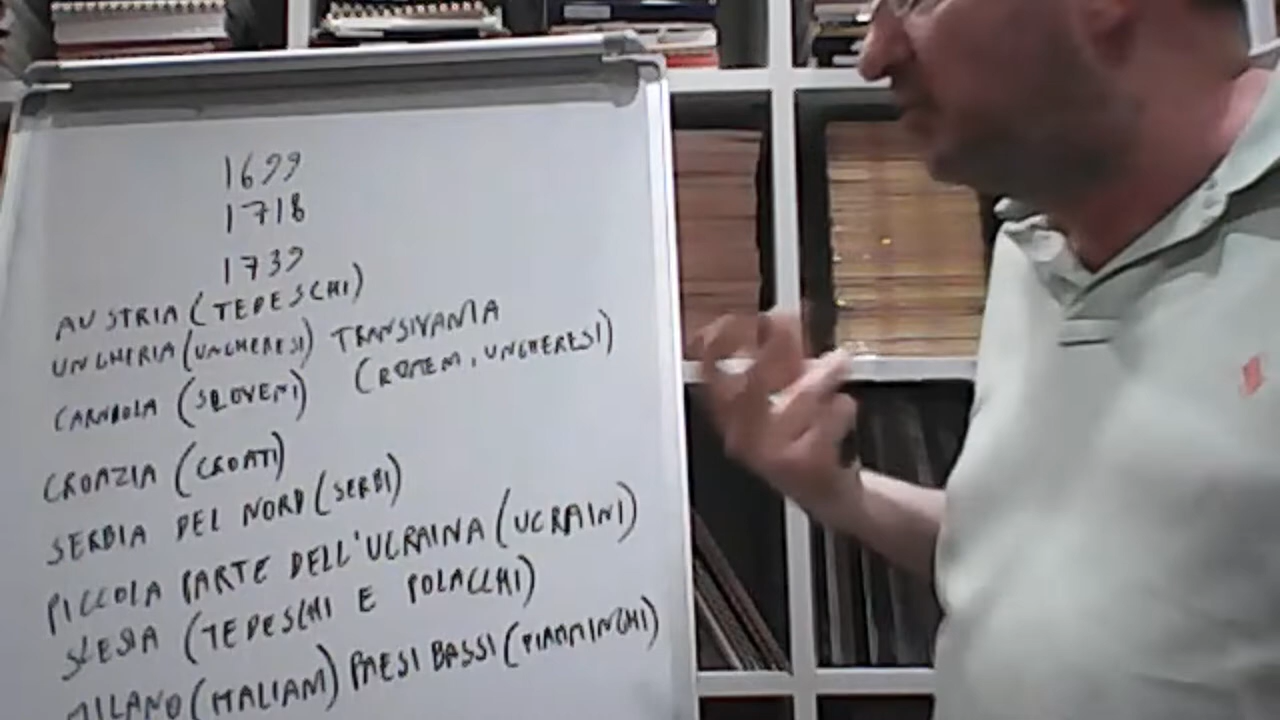 1699
1718
1739
AUSTRIA (TEDESCHI)
UNGHERIA (UNGHERESI) TRANSIVANIA
CARNIOLA (SLOVENI) (ROMENI, UNGHERESI)
CROAZIA (CROATI)
SERBIA DEL NORD (SERBI)
PICCOLA PARTE DELL'UCRAINA (UCRAINI)
SLESIA (TEDESCHI E POLACCHI)
MILANO (ITALIANI) PAESI BASSI (FIAMMINGHI)